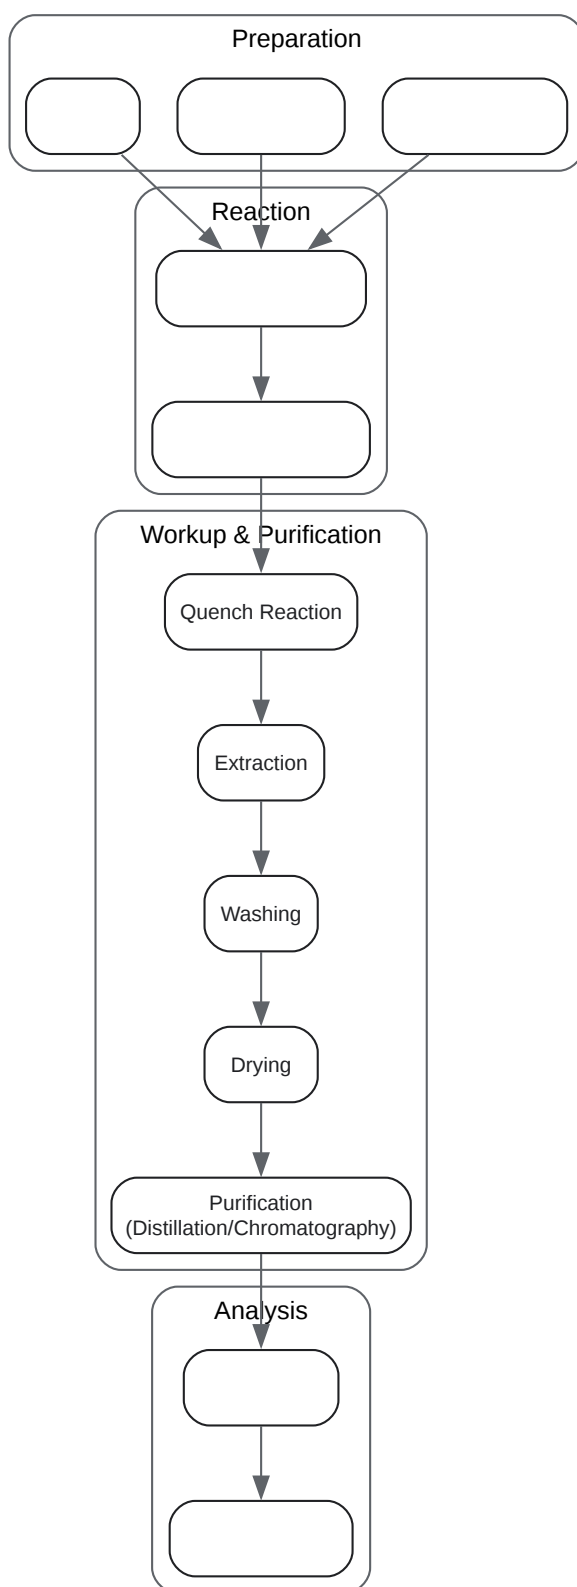 Preparation
Reaction
Workup & Purification
Quench Reaction
Extraction
Washing
Drying
Purification
(Distillation/Chromatography)
Analysis